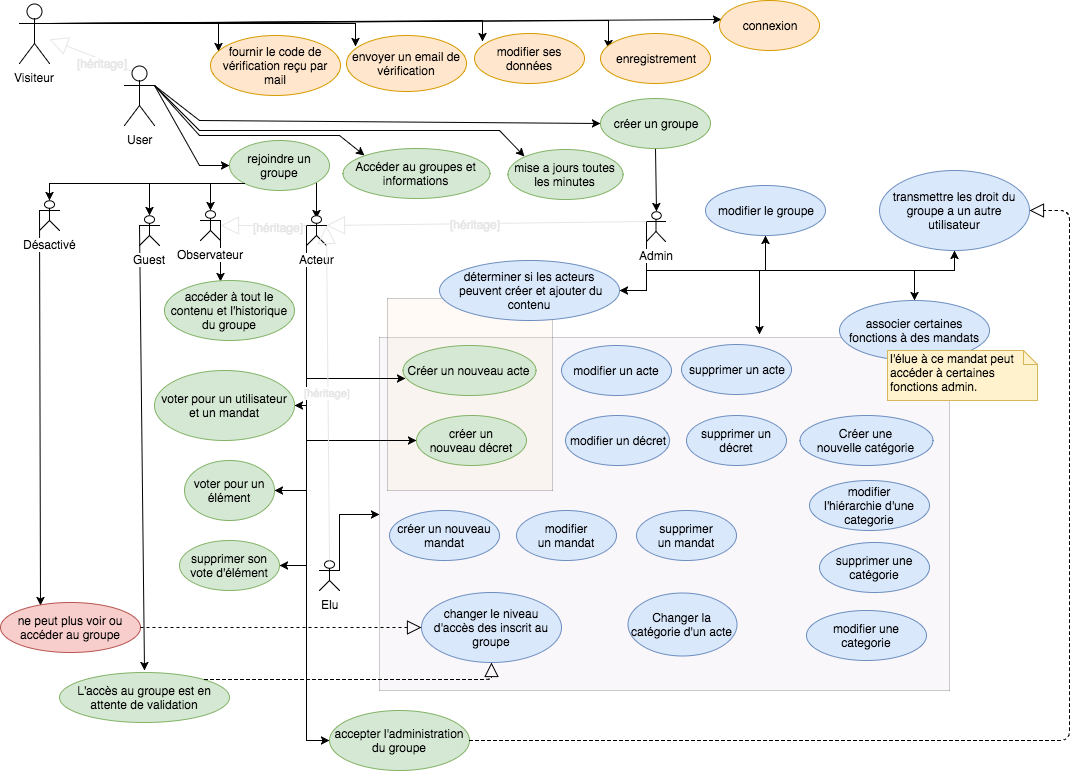 connexion
fournir le code de
vérification reçu par
mail
envoyer un email de
vérification
modifier ses
données
enregistrement
Visiteur
[héritage]
User
créer un groupe
rejoindre un
groupe
Accéder au groupes et
informations
mise a jours toutes
les minutes
Désactivé
Guest
Observateur
[héritage]
Acteur
[héritage]
Admin
modifier le groupe
transmettre les droit du
groupe a un autre
utilisateur
accéder à tout le
contenu et l'historique
du groupe
déterminer si les acteurs
peuvent créer et ajouter du
contenu
associer certaines
fonctions à des mandats
l'élue à ce mandat peut
accéder à certaines
fonctions admin.
Créer un nouveau acte
modifier un acte
supprimer un acte
[héritage]
voter pour un utilisateur
et un mandat
créer un
nouveau décret
modifier un décret
supprimer un
décret
Créer une
nouvelle catégorie
voter pour un
élément
modifier
l'hiérarchie d'une
categorie
créer un nouveau
mandat
modifier
un mandat
supprimer
un mandat
supprimer son
vote d'élément
supprimer une
catégorie
Elu
ne peut plus voir ou
accéder au groupe
changer le niveau
d'accès des inscrit au
groupe
Changer la
catégorie d'un acte
modifier une
categorie
L'accès au groupe est en
attente de validation
accepter l'administration
du groupe